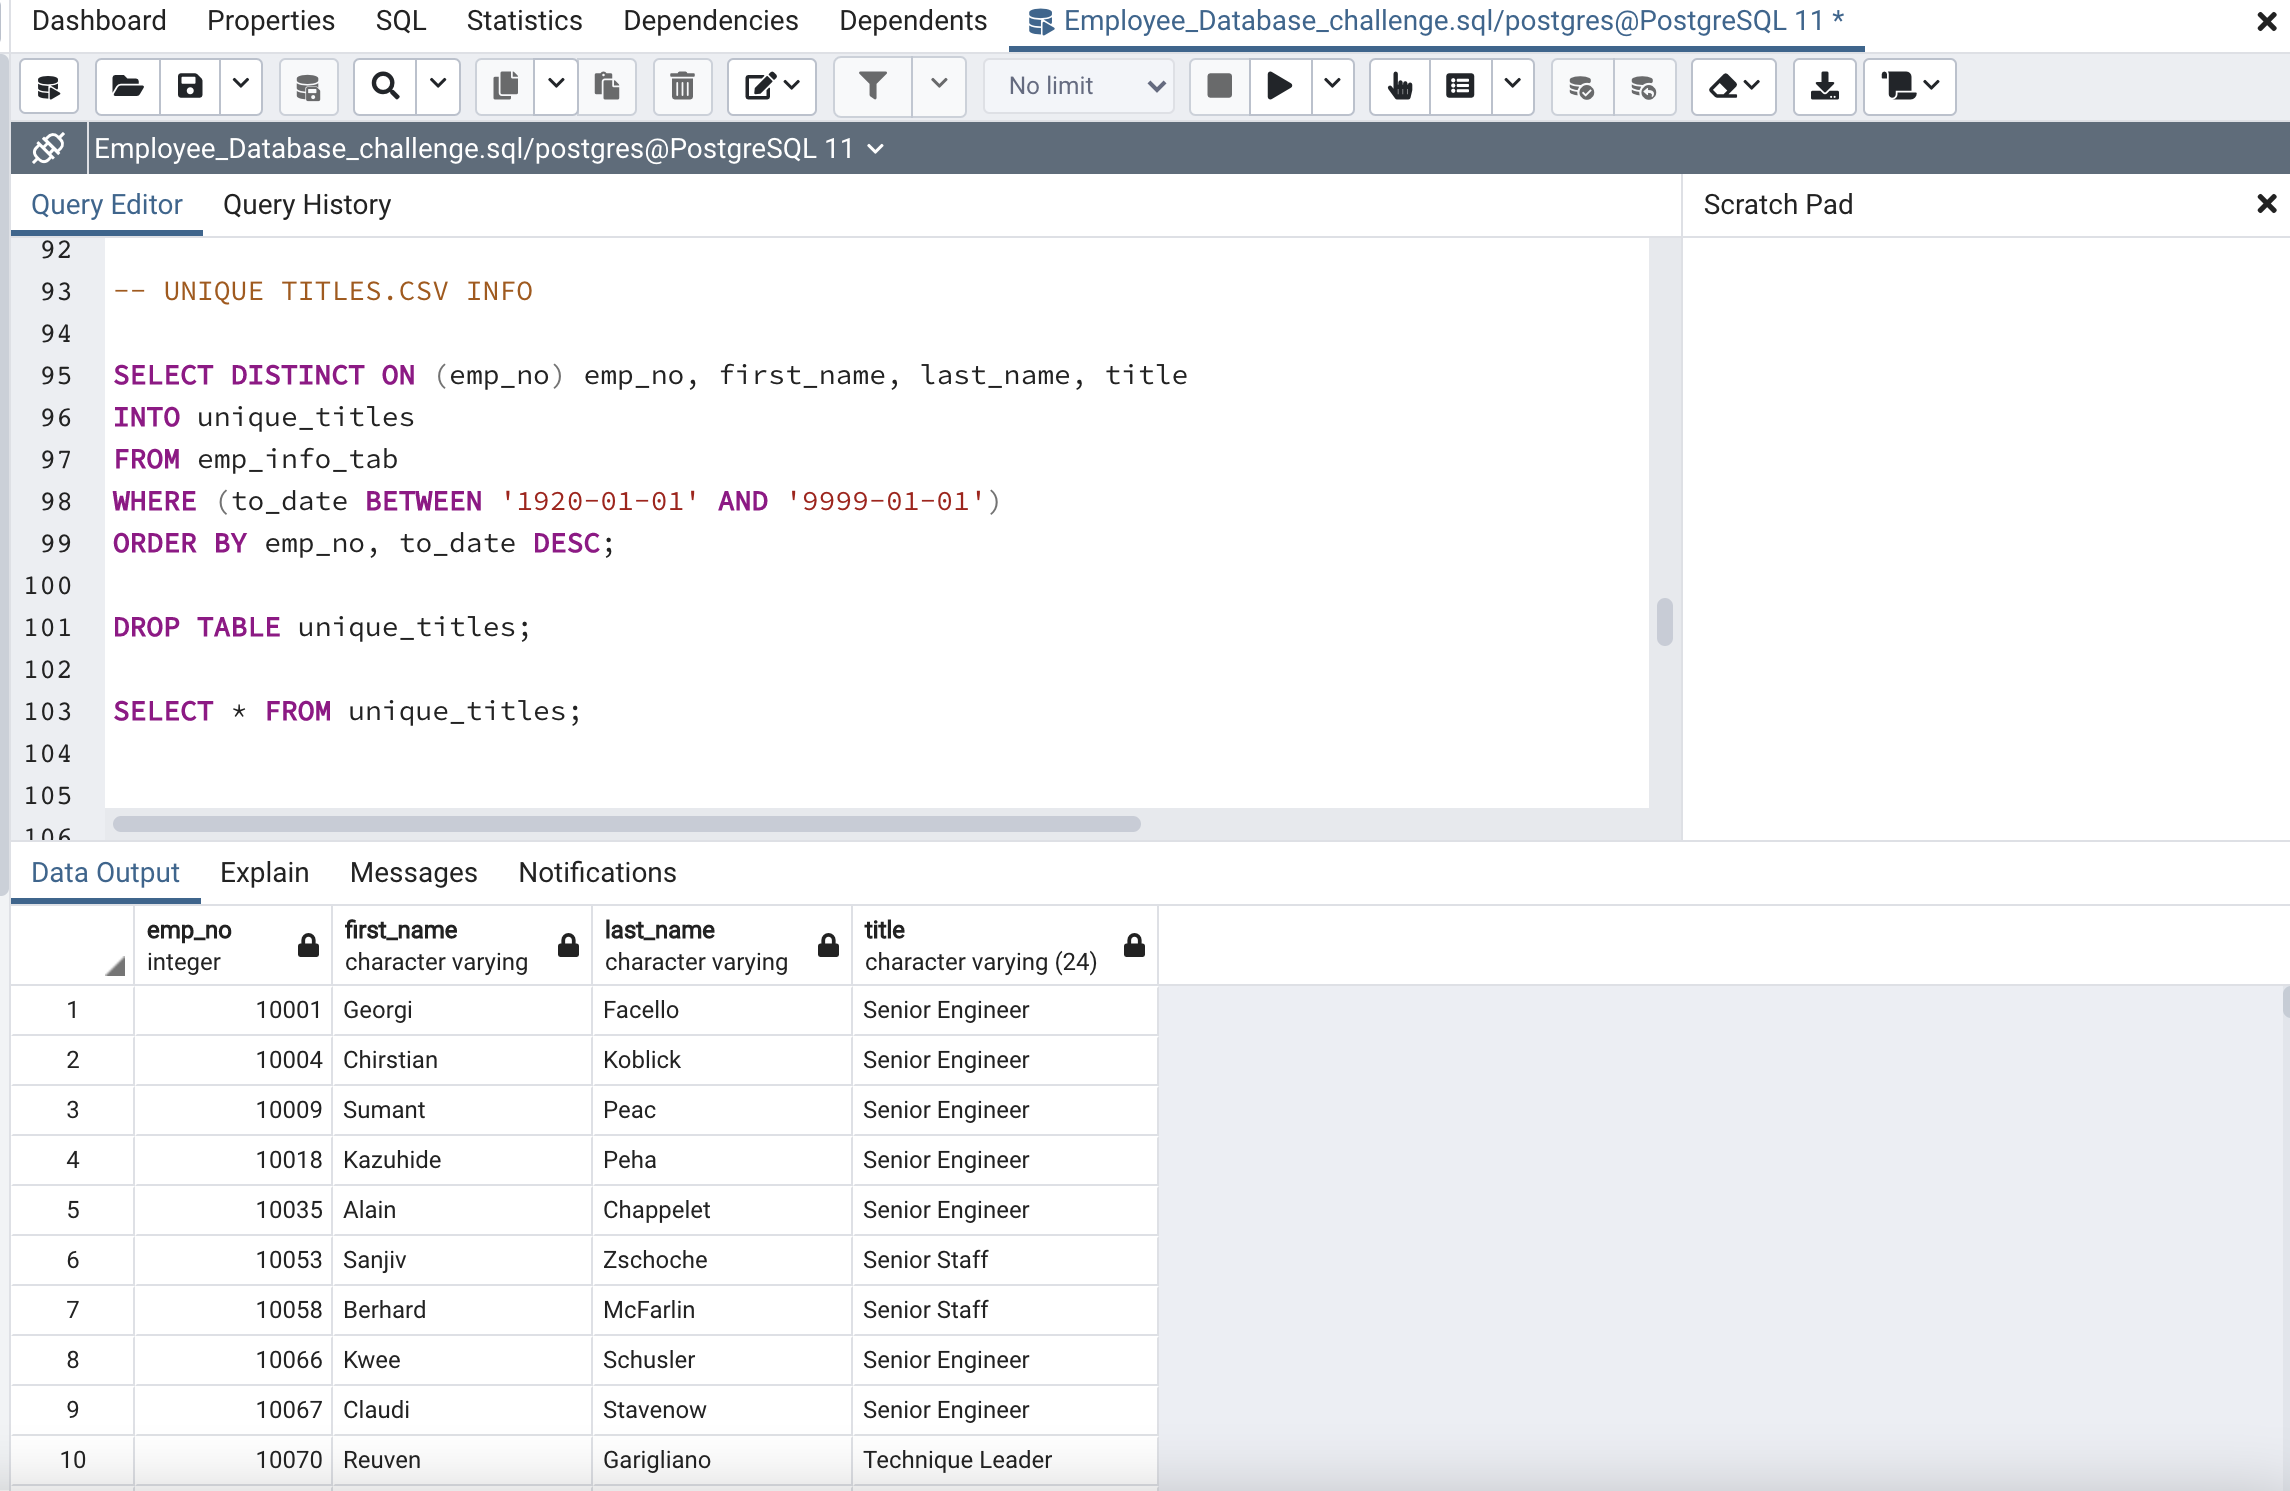 Dashboard Properties SQL Statistics Dependencies Dependents Employee_Database_challenge.sql/postgres@PostgreSQL 11 *
No limit
Employee_Database_challenge.sql/postgres@PostgreSQL 11
Query Editor Query History Scratch Pad
92
93 -- UNIQUE TITLES.CSV INFO
94
95 SELECT DISTINCT ON (emp_no) emp_no, first_name, last_name, title
96 INTO unique_titles
97 FROM emp_info_tab
98 WHERE (to_date BETWEEN '1920-01-01' AND '9999-01-01')
99 ORDER BY emp_no, to_date DESC;
100
101 DROP TABLE unique_titles;
102
103 SELECT * FROM unique_titles;
104
105
106
Data Output Explain Messages Notifications
emp_no first_name last_name title
integer character varying character varying character varying (24)
1 10001 Georgi Facello Senior Engineer
2 10004 Chirstian Koblick Senior Engineer
3 10009 Sumant Peac Senior Engineer
4 10018 Kazuhide Peha Senior Engineer
5 10035 Alain Chappelet Senior Engineer
6 10053 Sanjiv Zschoche Senior Staff
7 10058 Berhard McFarlin Senior Staff
8 10066 Kwee Schusler Senior Engineer
9 10067 Claudi Stavenow Senior Engineer
10 10070 Reuven Garigliano Technique Leader